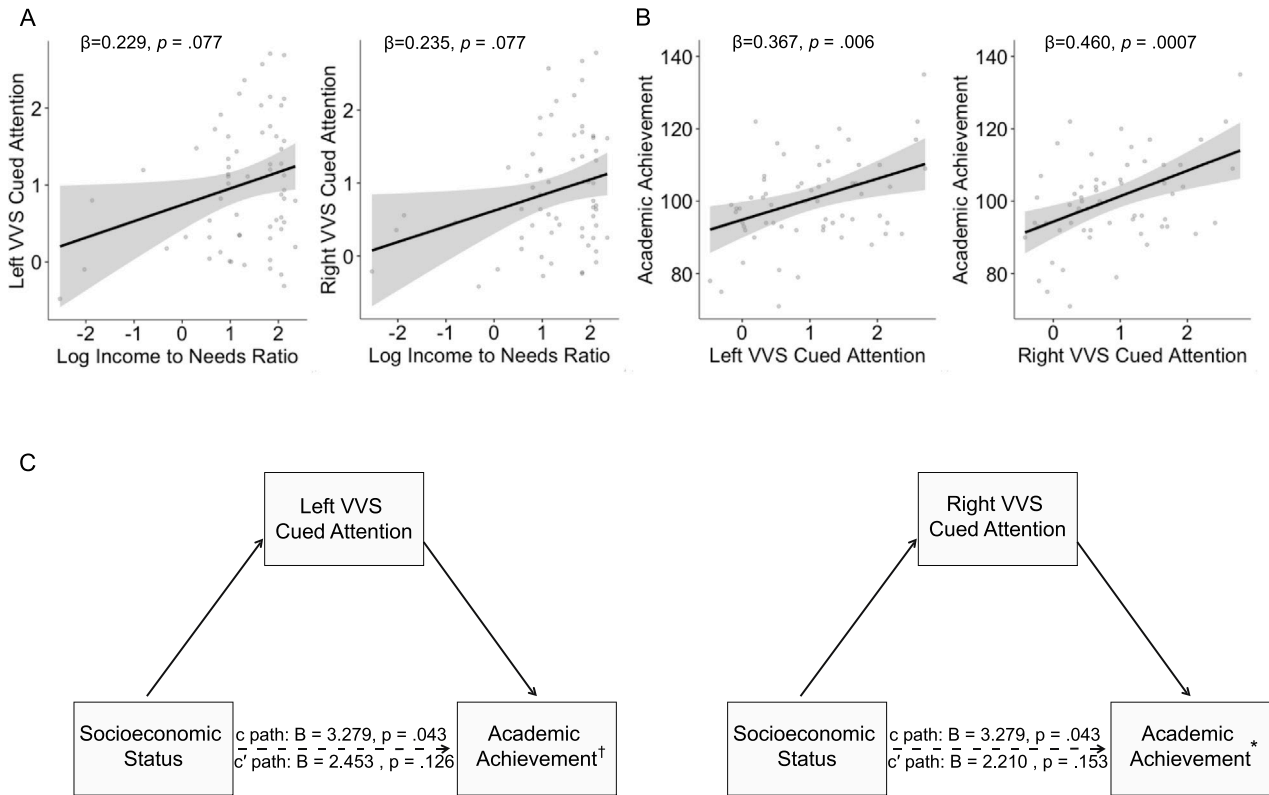 A
β=0.229, p = .077
Left VVS Cued Attention
2
1
0
-2
-1
0
1
2
Log Income to Needs Ratio
β=0.235, p = .077
Right VVS Cued Attention
2
1
0
-2
-1
0
1
2
Log Income to Needs Ratio
B
β=0.367, p = .006
Academic Achievement
140
120
100
80
0
1
2
Left VVS Cued Attention
β=0.460, p = .0007
Academic Achievement
140
120
100
80
0
1
2
Right VVS Cued Attention
C
Left VVS
Cued Attention
Socioeconomic
Status
c path: B = 3.279, p = .043
c′ path: B = 2.453 , p = .126
Academic
Achievement†
Right VVS
Cued Attention
Socioeconomic
Status
c path: B = 3.279, p = .043
c′ path: B = 2.210 , p = .153
Academic
Achievement*